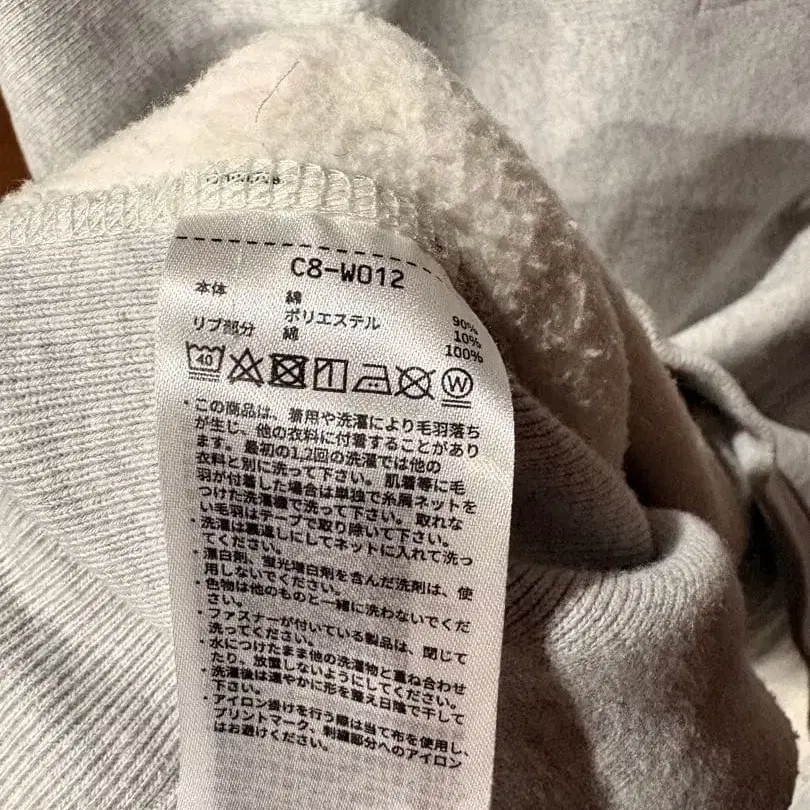 C8-W012
本体 綿 90%
ポリエステル 10%
リブ部分 綿 100%
40 W
・この商品は、着用や洗濯により毛羽落ち
が生じ、他の衣料に付着することがあり
ます。最初の1,2回の洗濯では他の
衣料と別に洗って下さい。肌着等に毛
羽が付着した場合は単独で糸屑ネットを
つけた洗濯機で洗って下さい。取れな
い毛羽はテープで取り除いて下さい。
・洗濯は裏返しにしてネットに入れて洗っ
てください。
・漂白剤、蛍光増白剤を含んだ洗剤は、使
用しないでください。
・色物は他のものと一緒に洗わないでくだ
さい。
・ファスナーが付いている製品は、閉じて
洗ってください。
・水につけたまま他の洗濯物と重ね合わせ
たり、放置しないようにしてください。
・洗濯後は速やかに形を整え日陰で干して
下さい。
・アイロン掛けを行う際は当て布を使用し、
プリントマーク、刺繍部分へのアイロン
はお避けください。